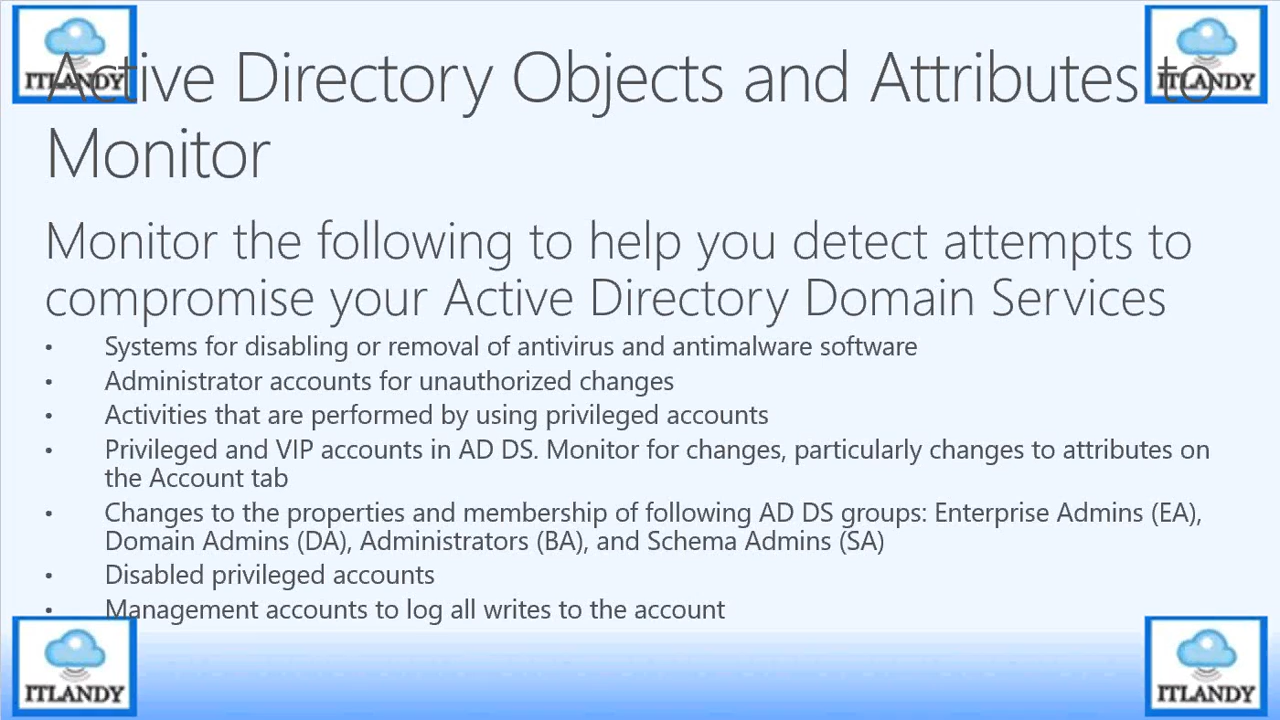 ITLANDY
ITLANDY
Active Directory Objects and Attributes to
Monitor
Monitor the following to help you detect attempts to
compromise your Active Directory Domain Services
• Systems for disabling or removal of antivirus and antimalware software
• Administrator accounts for unauthorized changes
• Activities that are performed by using privileged accounts
• Privileged and VIP accounts in AD DS. Monitor for changes, particularly changes to attributes on
the Account tab
• Changes to the properties and membership of following AD DS groups: Enterprise Admins (EA),
Domain Admins (DA), Administrators (BA), and Schema Admins (SA)
• Disabled privileged accounts
• Management accounts to log all writes to the account
ITLANDY
ITLANDY